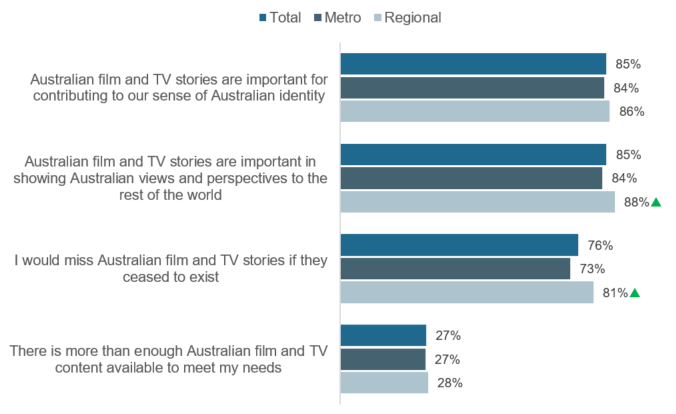 Total Metro Regional
Australian film and TV stories are important for
contributing to our sense of Australian identity
85%
84%
86%
Australian film and TV stories are important in
showing Australian views and perspectives to the
rest of the world
85%
84%
88%
I would miss Australian film and TV stories if they
ceased to exist
76%
73%
81%
There is more than enough Australian film and TV
content available to meet my needs
27%
27%
28%